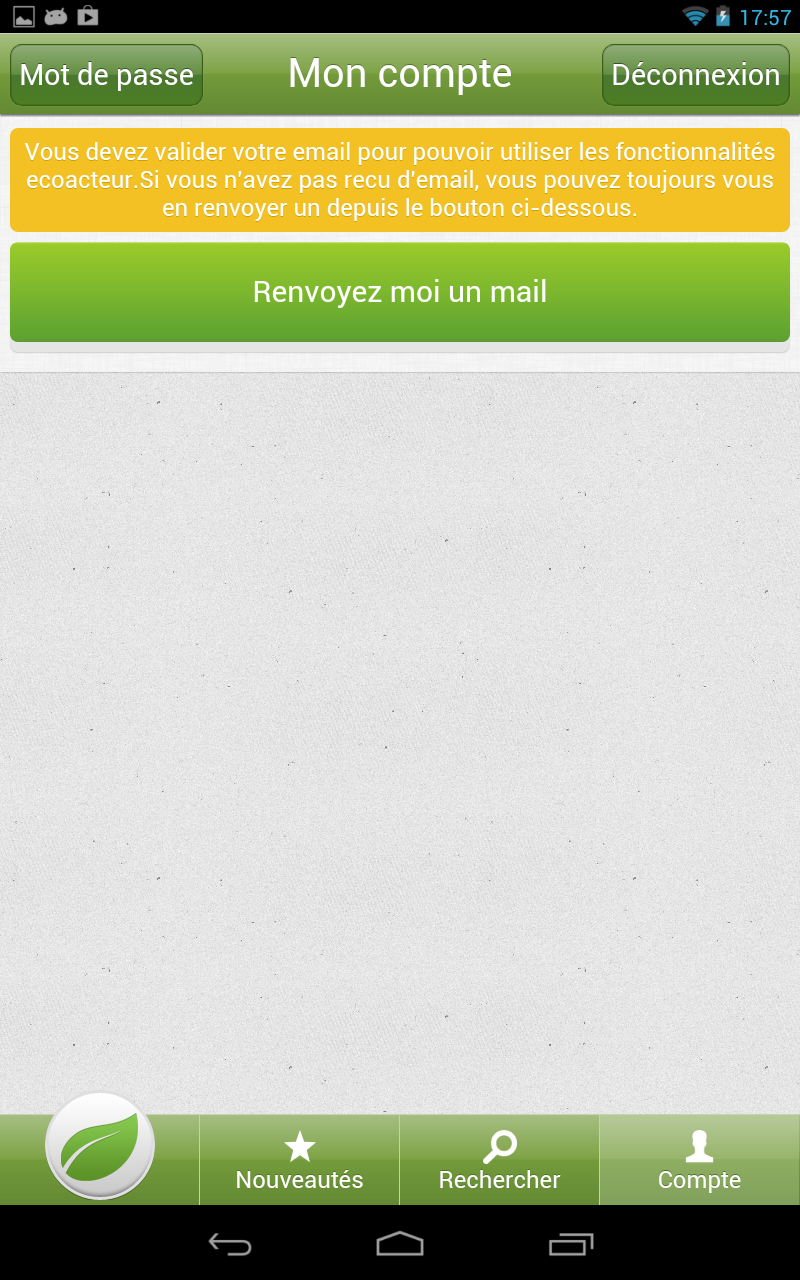 17:57
Mot de passe
Mon compte
Déconnexion
Vous devez valider votre email pour pouvoir utiliser les fonctionnalités
ecoacteur.Si vous n'avez pas recu d'email, vous pouvez toujours vous
en renvoyer un depuis le bouton ci-dessous.
Renvoyez moi un mail
Nouveautés
Rechercher
Compte